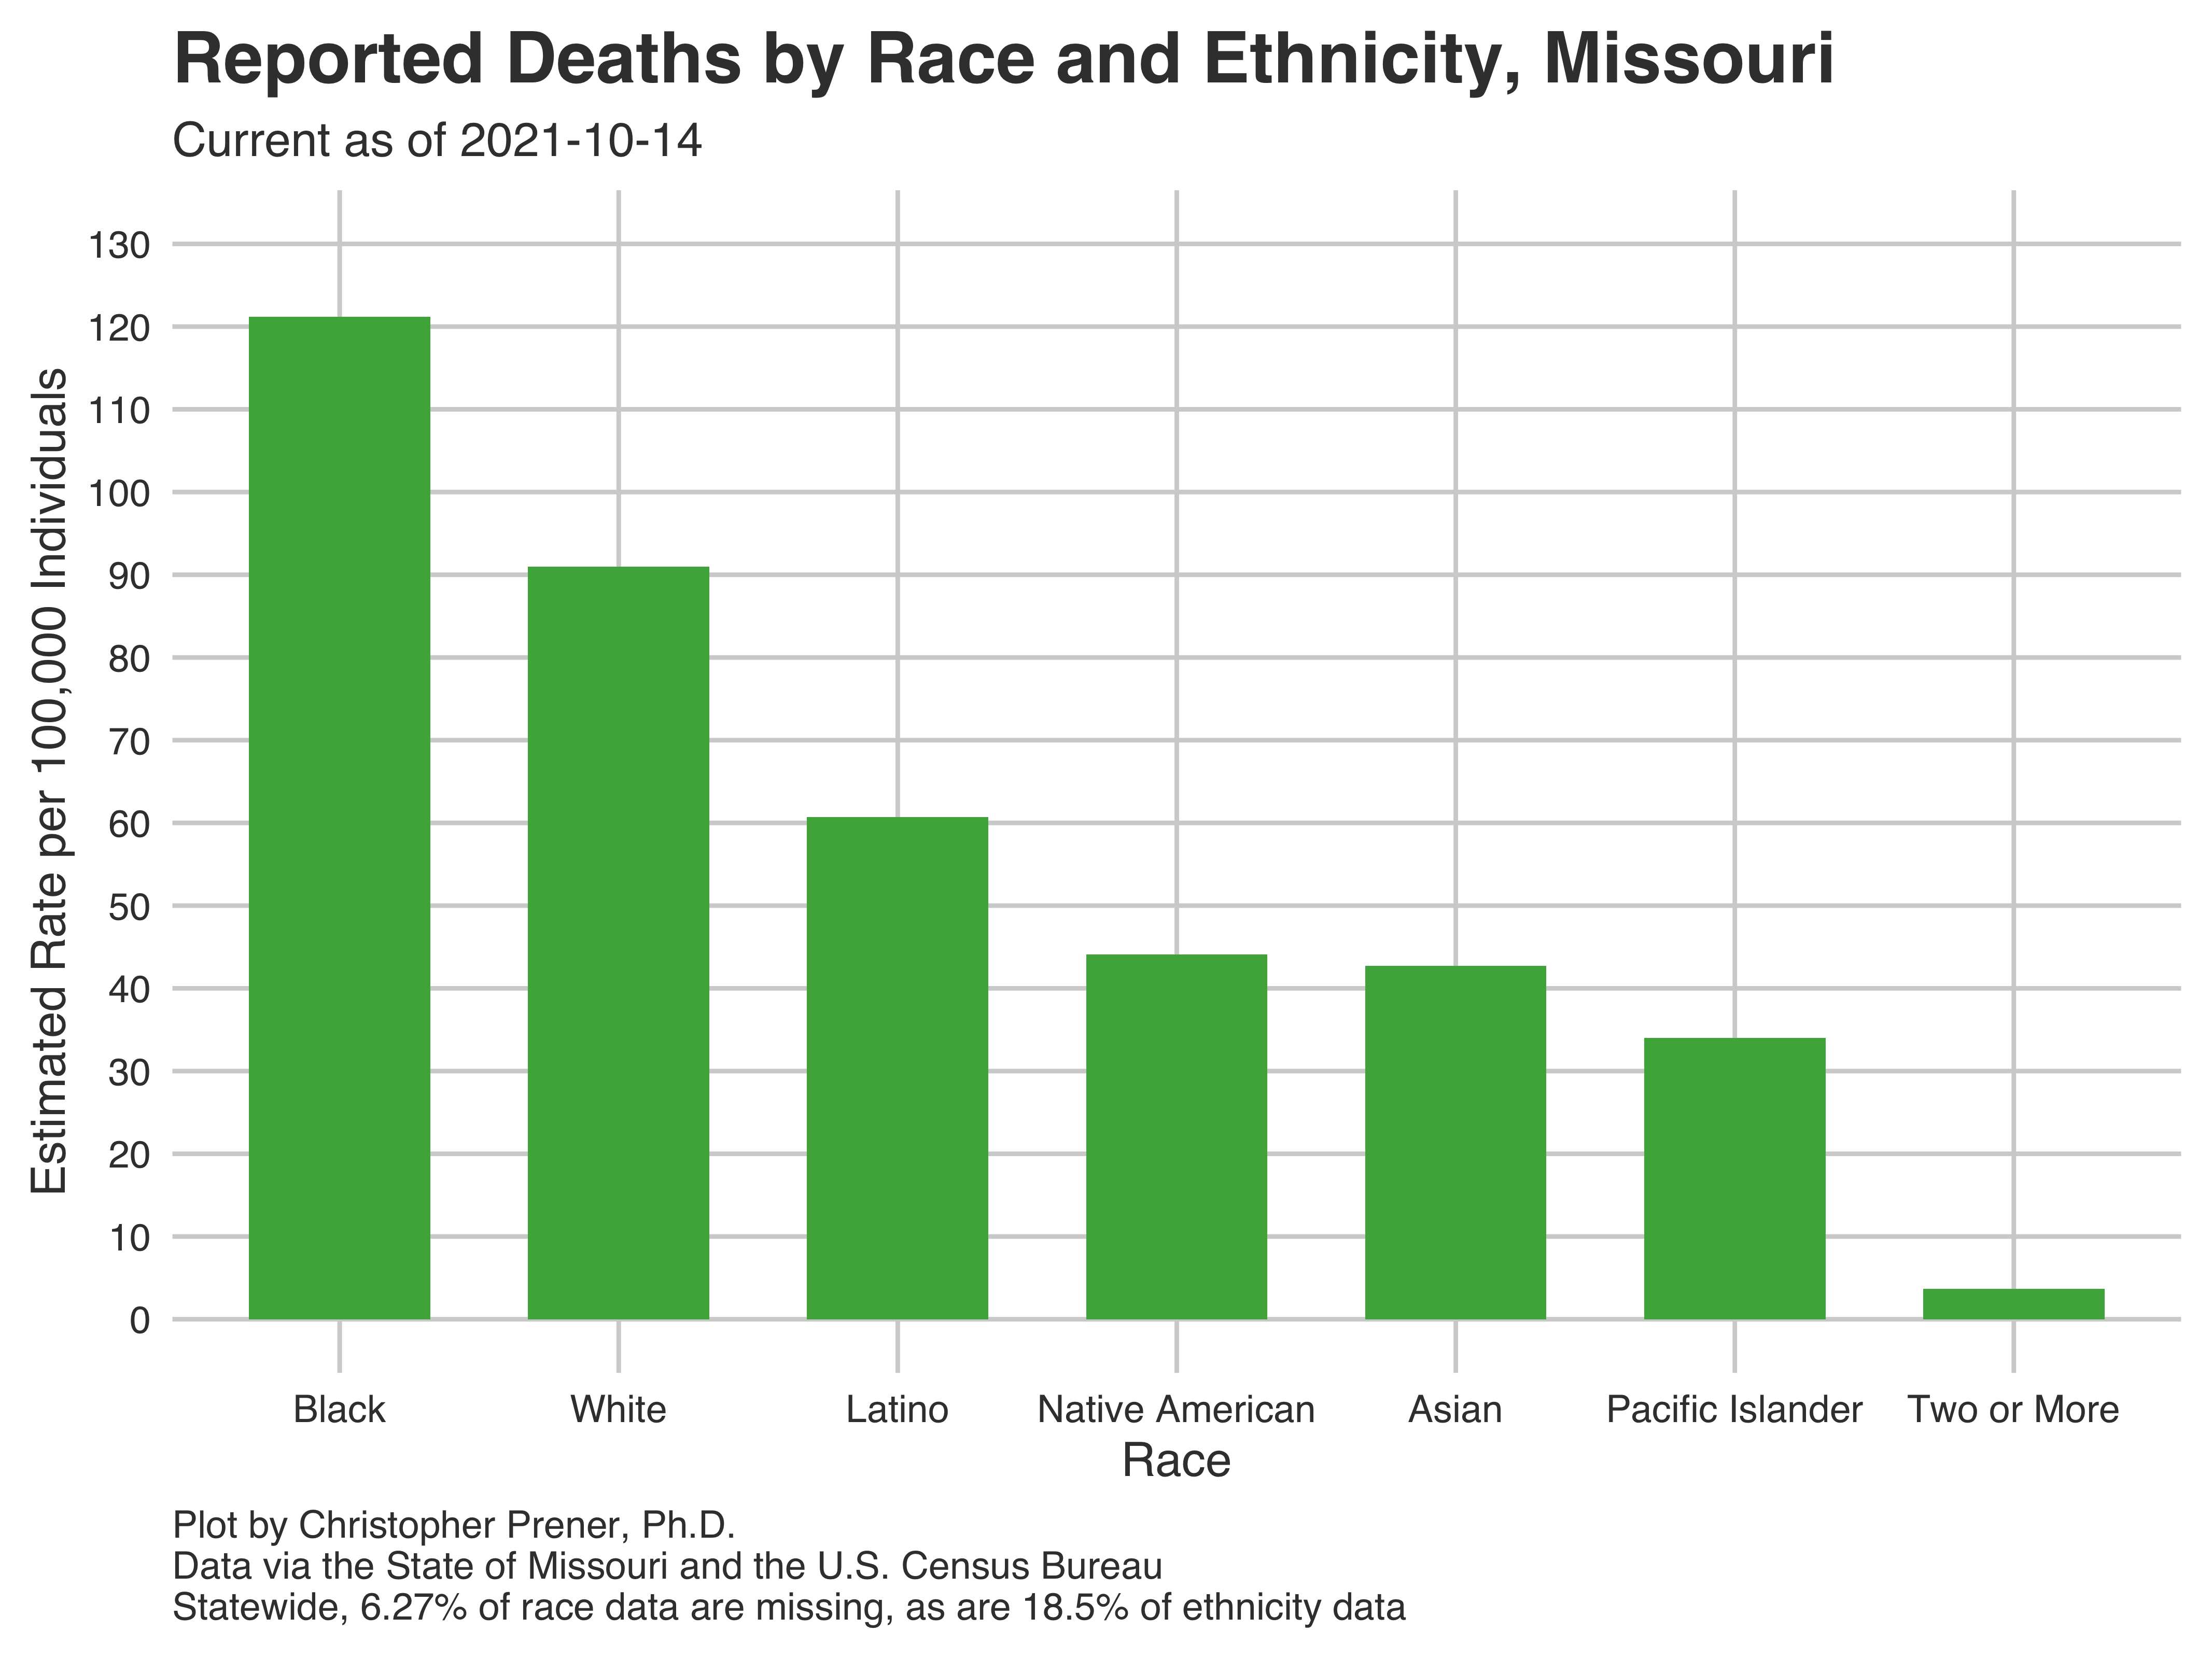 Reported Deaths by Race and Ethnicity, Missouri
Current as of 2021-10-14
Estimated Rate per 100,000 Individuals
130
120
110
100
90
80
70
60
50
40
30
20
10
0
Black White Latino Native American Asian Pacific Islander Two or More
Race
Plot by Christopher Prener, Ph.D.
Data via the State of Missouri and the U.S. Census Bureau
Statewide, 6.27% of race data are missing, as are 18.5% of ethnicity data